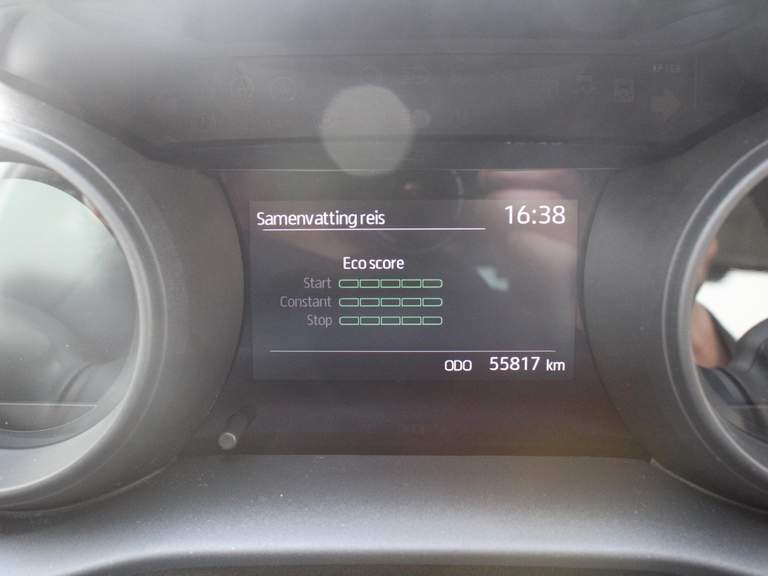 Samenvatting reis 16:38
Eco score
Start
Constant
Stop
ODO 55817 km